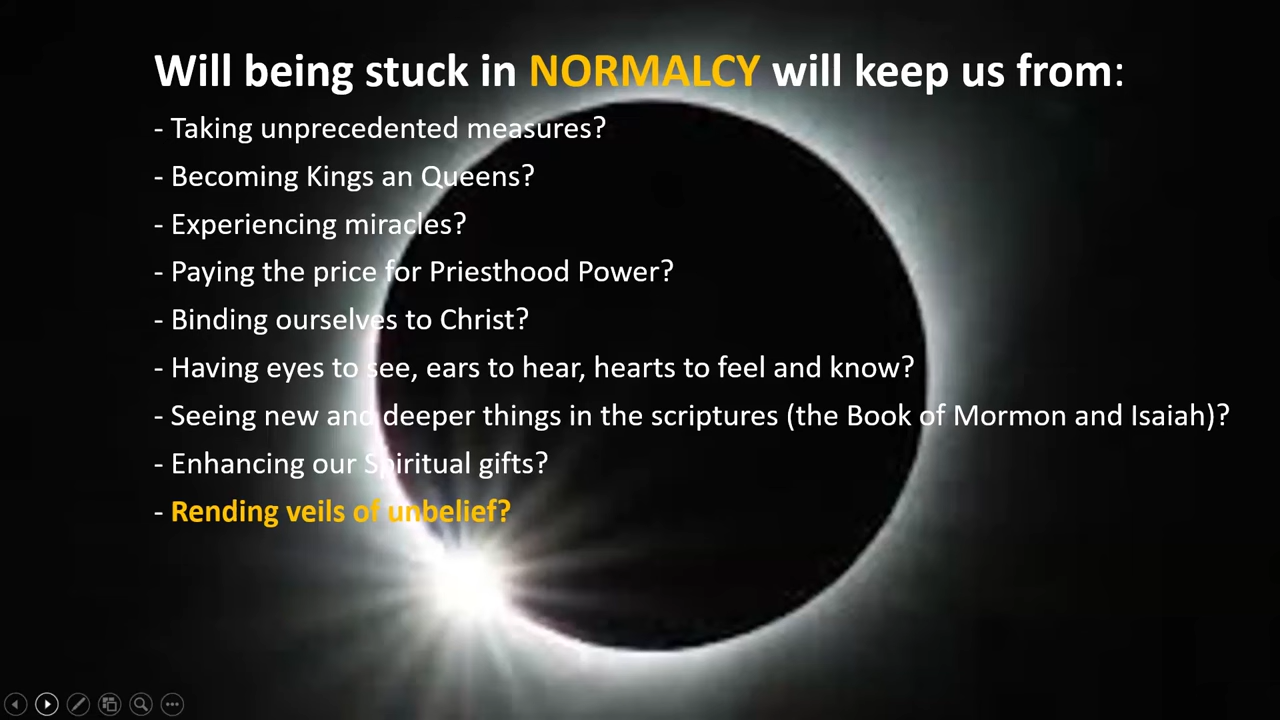 Will being stuck in NORMALCY will keep us from:
- Taking unprecedented measures?
- Becoming Kings an Queens?
- Experiencing miracles?
- Paying the price for Priesthood Power?
- Binding ourselves to Christ?
- Having eyes to see, ears to hear, hearts to feel and know?
- Seeing new and deeper things in the scriptures (the Book of Mormon and Isaiah)?
- Enhancing our Spiritual gifts?
- Rending veils of unbelief?